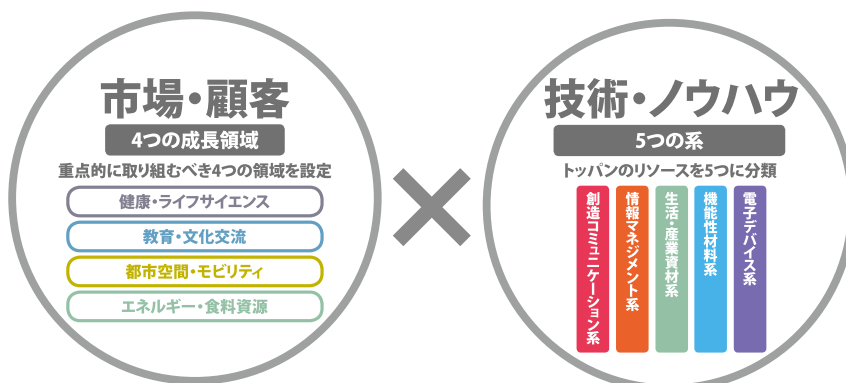 市場・顧客
4つの成長領域
重点的に取り組むべき4つの領域を設定
健康・ライフサイエンス
教育・文化交流
都市空間・モビリティ
エネルギー・食料資源
技術・ノウハウ
5つの系
トッパンのリソースを5つに分類
創造コミュニケーション系
情報マネジメント系
生活・産業資材系
機能性材料系
電子デバイス系